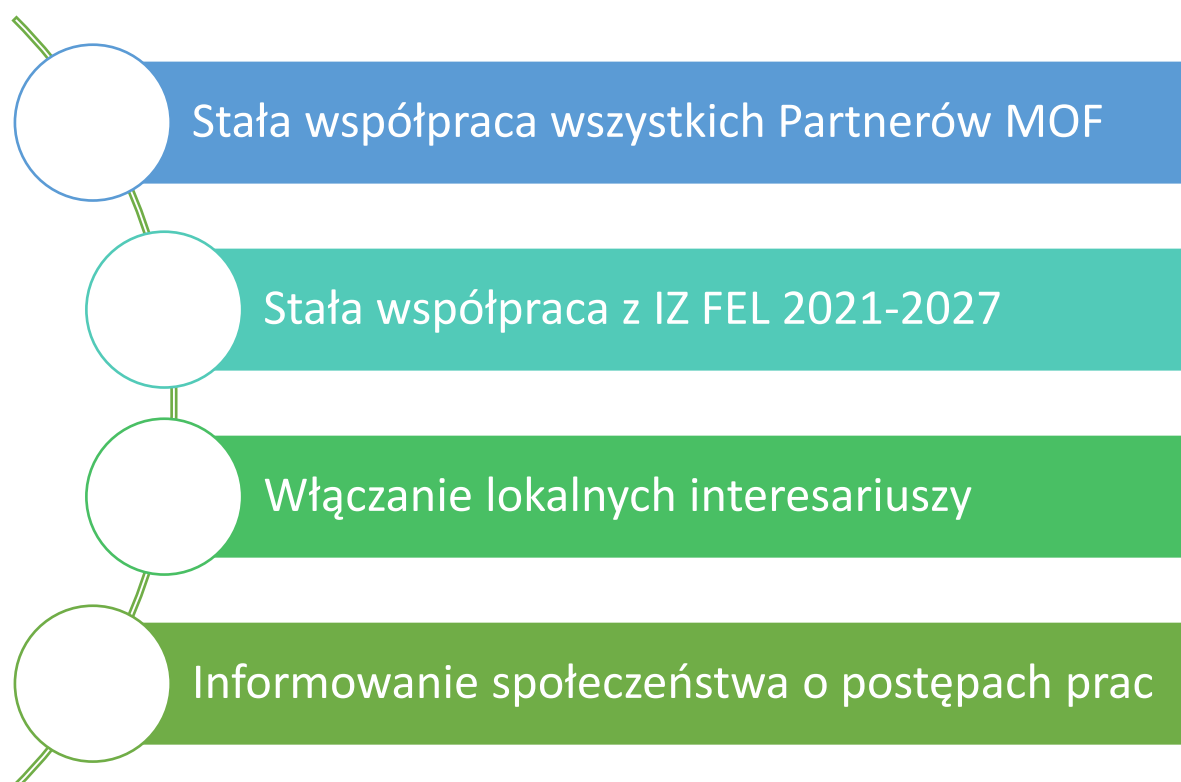 Stała współpraca wszystkich Partnerów MOF
Stała współpraca z IZ FEL 2021-2027
Włączanie lokalnych interesariuszy
Informowanie społeczeństwa o postępach prac